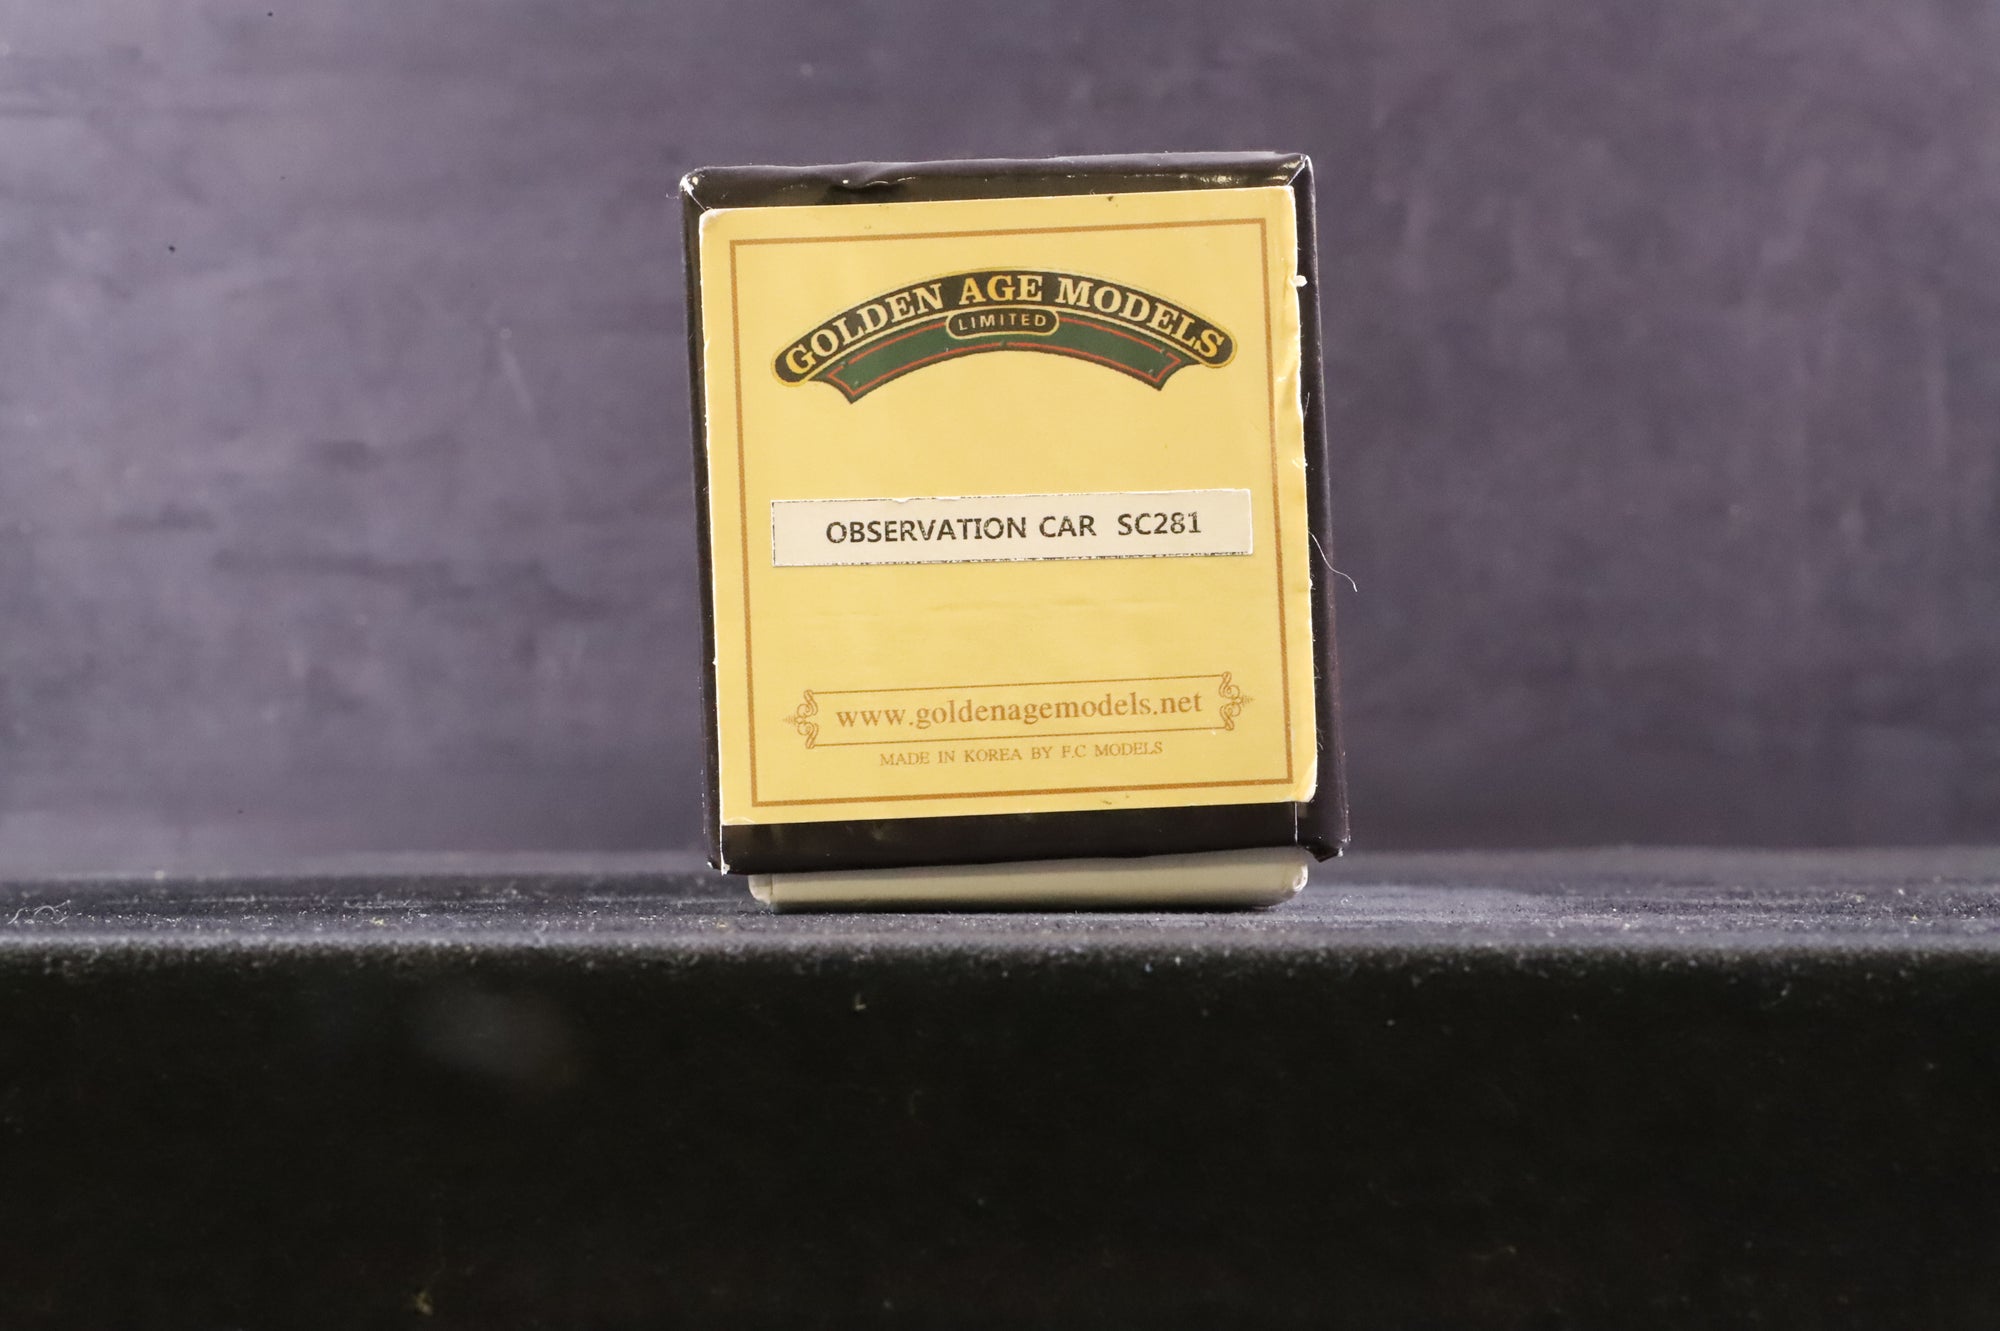 GOLDEN AGE MODELS
LIMITED
OBSERVATION CAR SC281
www.goldenagemodels.net
MADE IN KOREA BY F.C MODELS